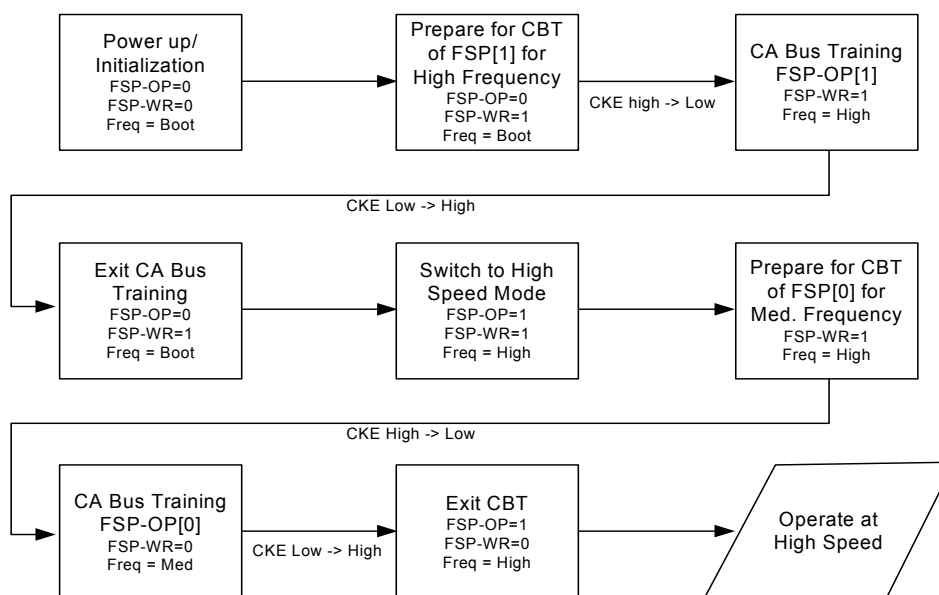 Power up/
Initialization
FSP-OP=0
FSP-WR=0
Freq = Boot
Prepare for CBT
of FSP[1] for
High Frequency
FSP-OP=0
FSP-WR=1
Freq = Boot
CKE high -> Low
CA Bus Training
FSP-OP[1]
FSP-WR=1
Freq = High
CKE Low -> High
Exit CA Bus
Training
FSP-OP=0
FSP-WR=1
Freq = Boot
Switch to High
Speed Mode
FSP-OP=1
FSP-WR=1
Freq = High
Prepare for CBT
of FSP[0] for
Med. Frequency
FSP-WR=1
Freq = High
CKE High -> Low
CA Bus Training
FSP-OP[0]
FSP-WR=0
Freq = Med
CKE Low -> High
Exit CBT
FSP-OP=1
FSP-WR=0
Freq = High
Operate at
High Speed